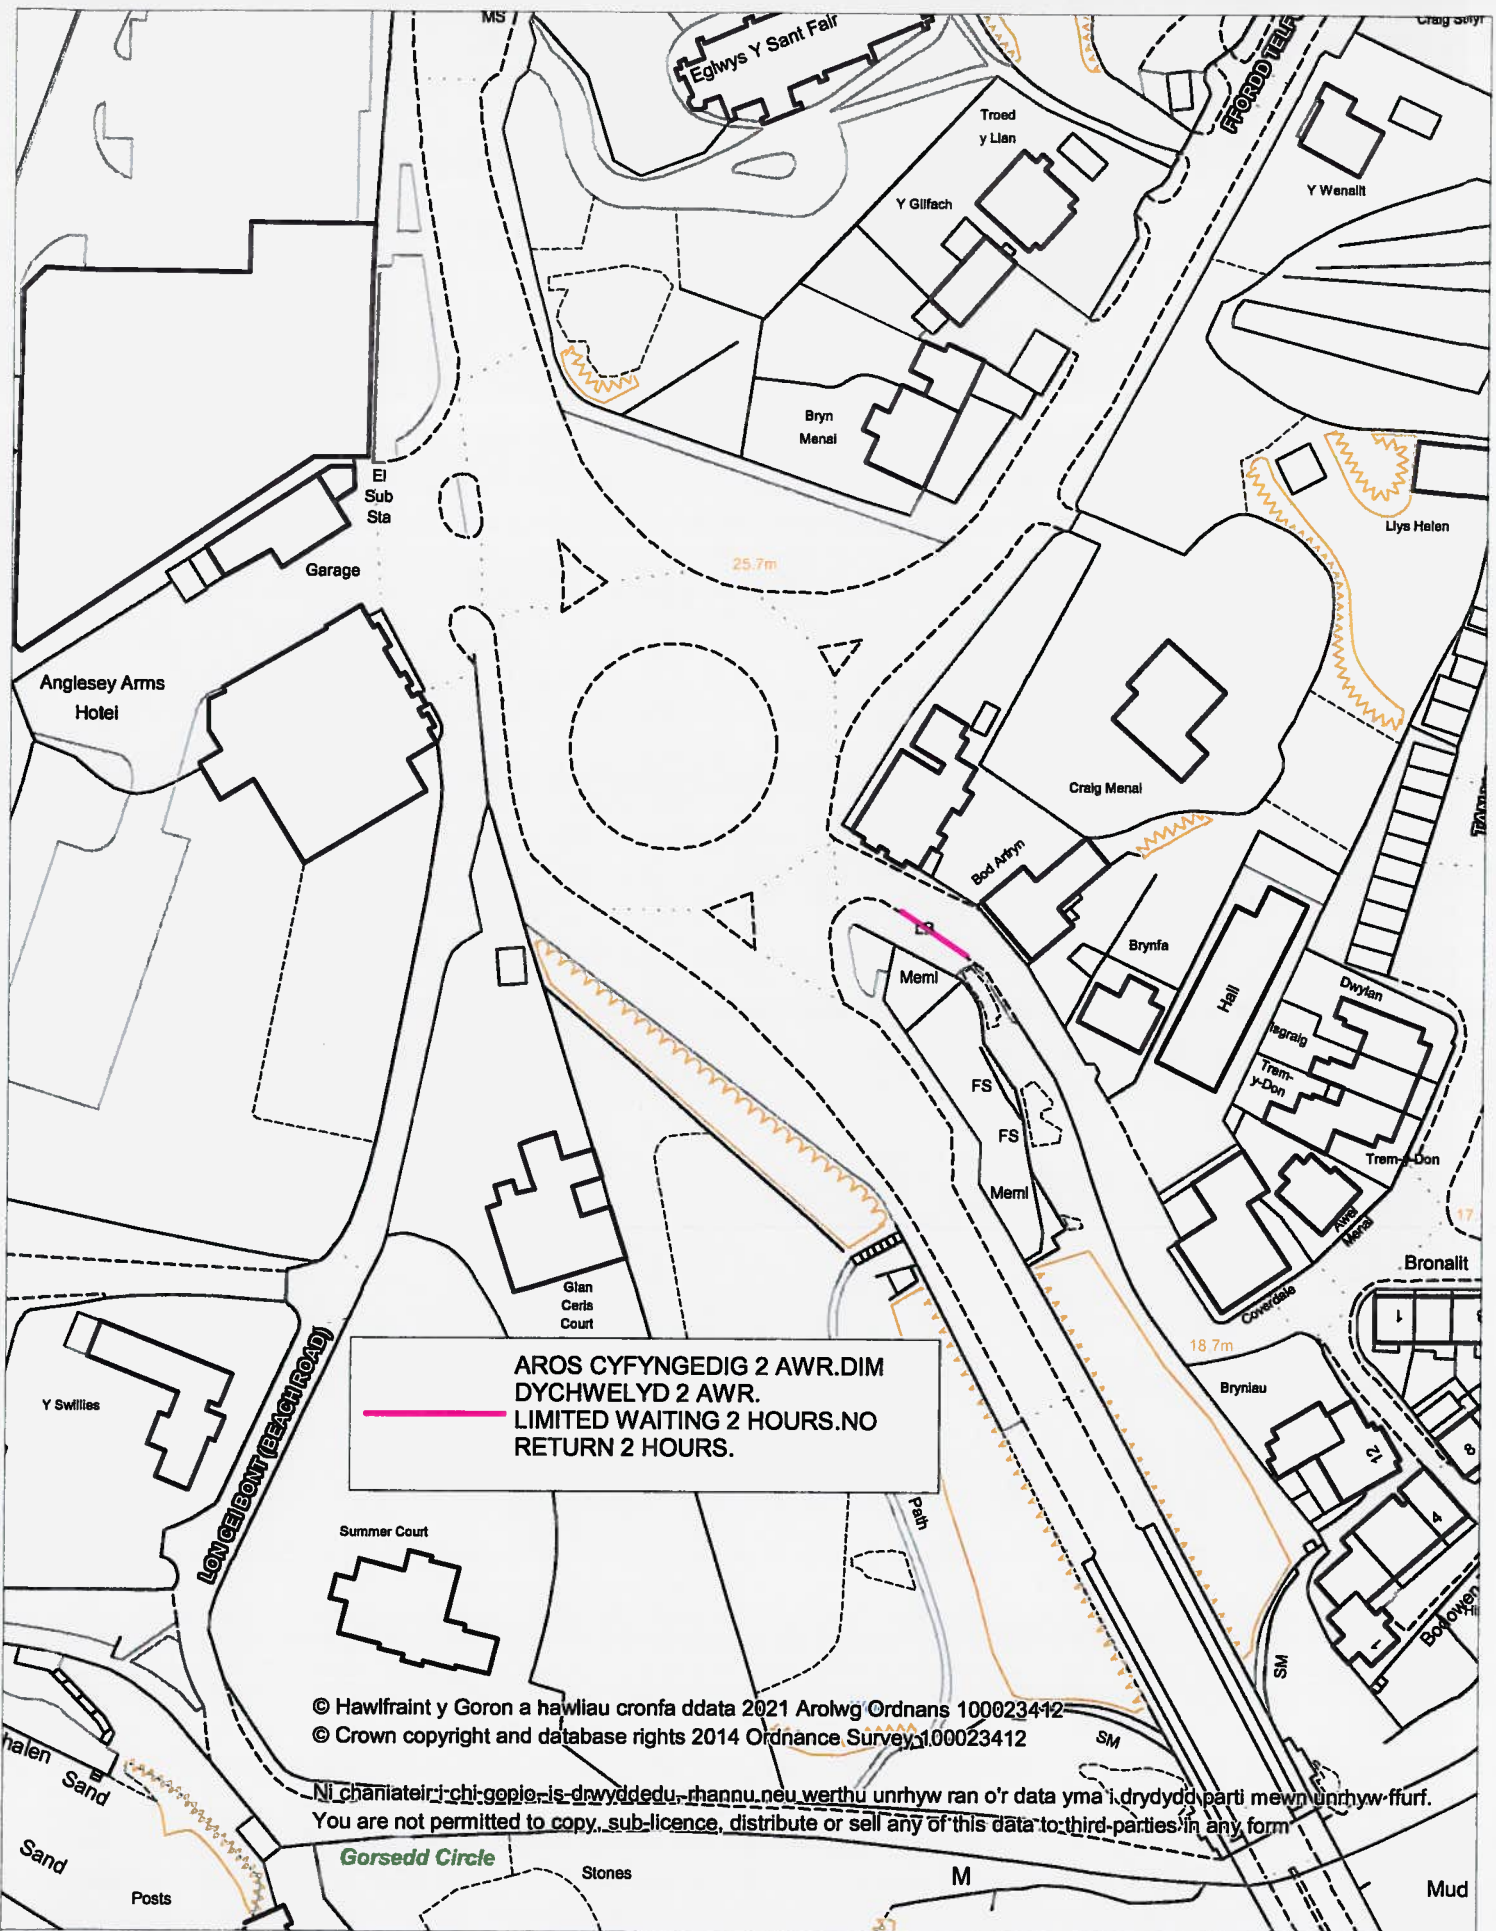 MS
Eglwys Y Sant Fair
FFORDD
Troed
y Llan
Y Gilfach
Y Wenallt
Bryn
Menai
El
Sub
Sta
Garage
25.7m
Llys Helen
Anglesey Arms
Hotel
Craig Menai
Bod Arfryn
LB
Brynfa
Meml
Hall
Dwylan
Isgraig
Trem-
y-Don
FS
FS
Trem-y-Don
Meml
Awel
Menai
Bronallt
Coverdale
Glan
Ceris
Court
18.7m
17
1
AROS CYFYNGEDIG 2 AWR.DIM
DYCHWELYD 2 AWR.
LIMITED WAITING 2 HOURS.NO
RETURN 2 HOURS.
Y Swillies
LON CEI BONT (BEACH ROAD)
Bryniau
12
8
4
Path
Summer Court
1
SM
© Hawlfraint y Goron a hawliau cronfa ddata 2021 Arolwg Ordnans 100023412
© Crown copyright and database rights 2014 Ordnance Survey 100023412
SM
Sand
Ni chaniateir i chi gopio, is-drwyddedu, rhannu neu werthu unrhyw ran o'r data yma i drydydd parti mewn unrhyw ffurf.
You are not permitted to copy, sub-licence, distribute or sell any of this data to third parties in any form
Sand
Gorsedd Circle
Stones
Posts
M
Mud